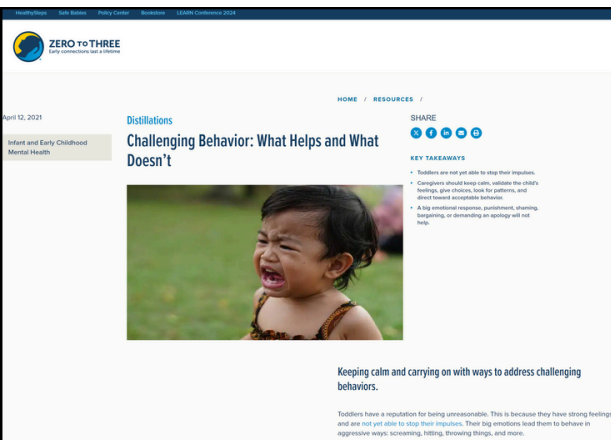 HealthySteps Safe Babies Policy Center Bookstore LEARN Conference 2024
ZERO TO THREE
Early connections last a lifetime
HOME / RESOURCES /
April 12, 2021
Infant and Early Childhood
Mental Health
Distillations
Challenging Behavior: What Helps and What
Doesn't
SHARE
KEY TAKEAWAYS
• Toddlers are not yet able to stop their impulses.
• Caregivers should keep calm, validate the child's
feelings, give choices, look for patterns, and
direct toward acceptable behavior.
• A big emotional response, punishment, shaming,
bargaining, or demanding an apology will not
help.
Keeping calm and carrying on with ways to address challenging
behaviors.
Toddlers have a reputation for being unreasonable. This is because they have strong feelings
and are not yet able to stop their impulses. Their big emotions lead them to behave in
aggressive ways: screaming, hitting, throwing things, and more.